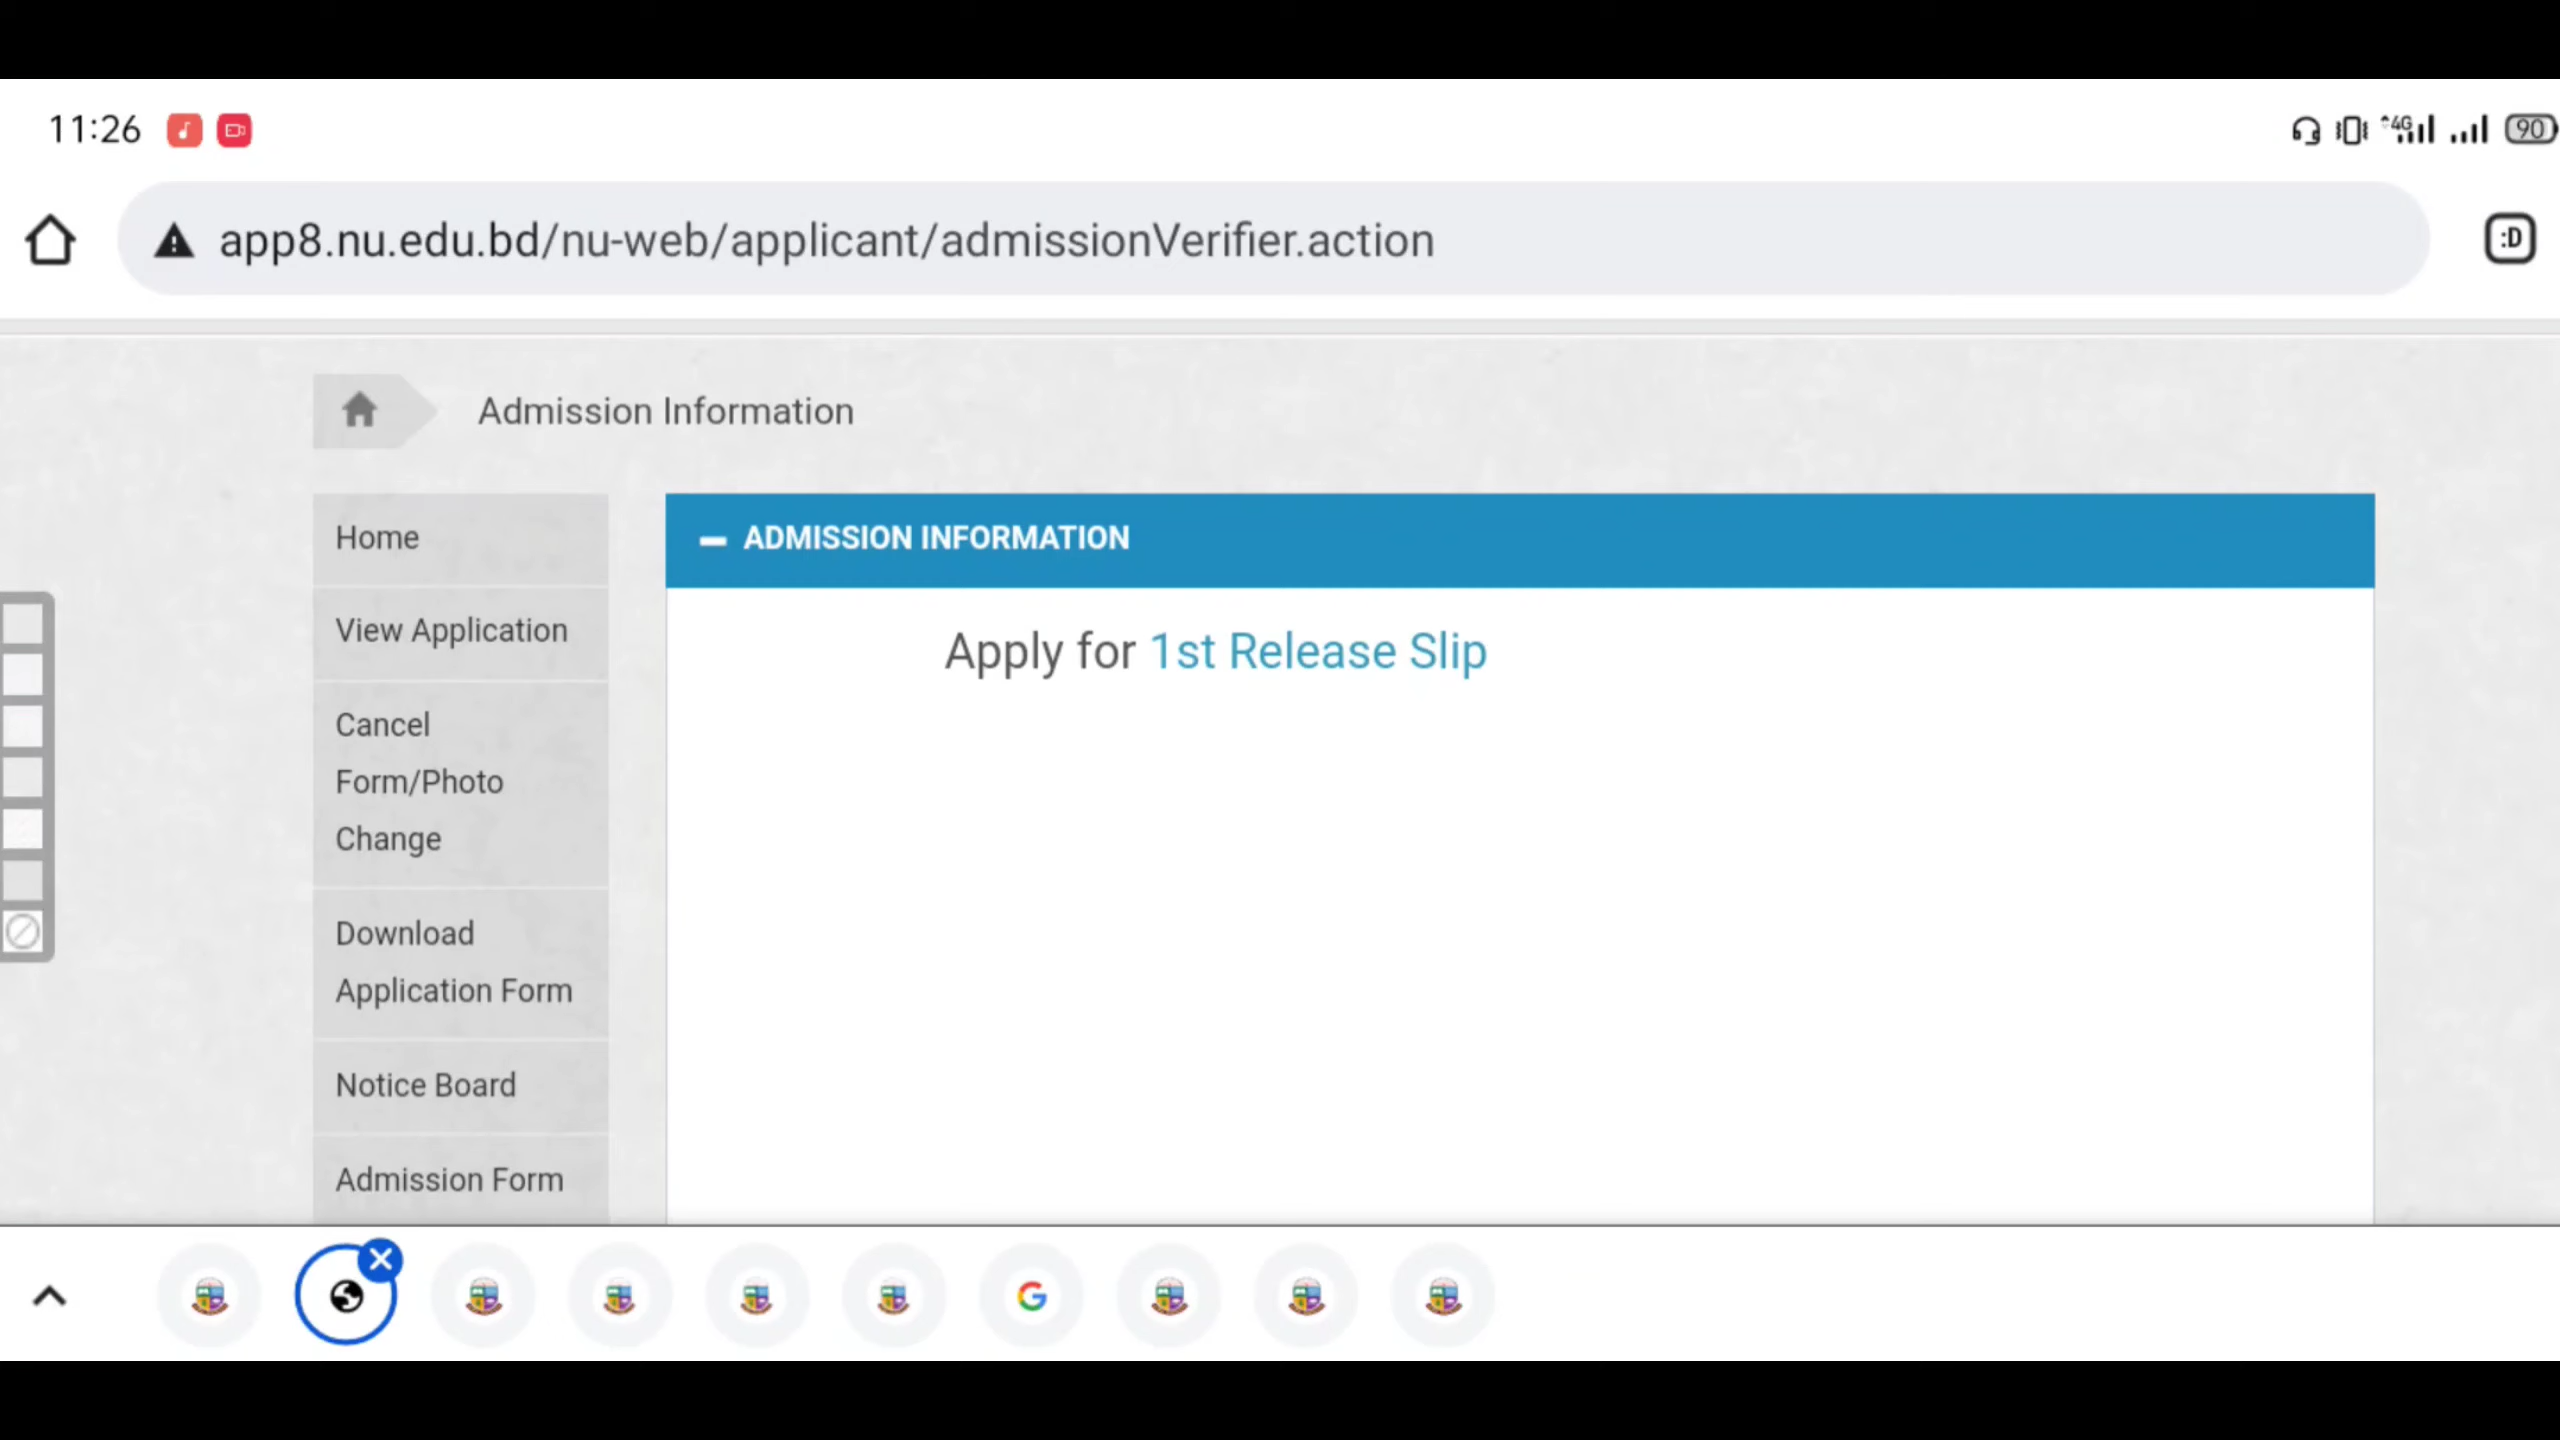 11:26
4G
90
app8.nu.edu.bd/nu-web/applicant/admissionVerifier.action
:D
Admission Information
Home
View Application
Cancel
Form/Photo
Change
Download
Application Form
Notice Board
Admission Form
ADMISSION INFORMATION
Apply for 1st Release Slip